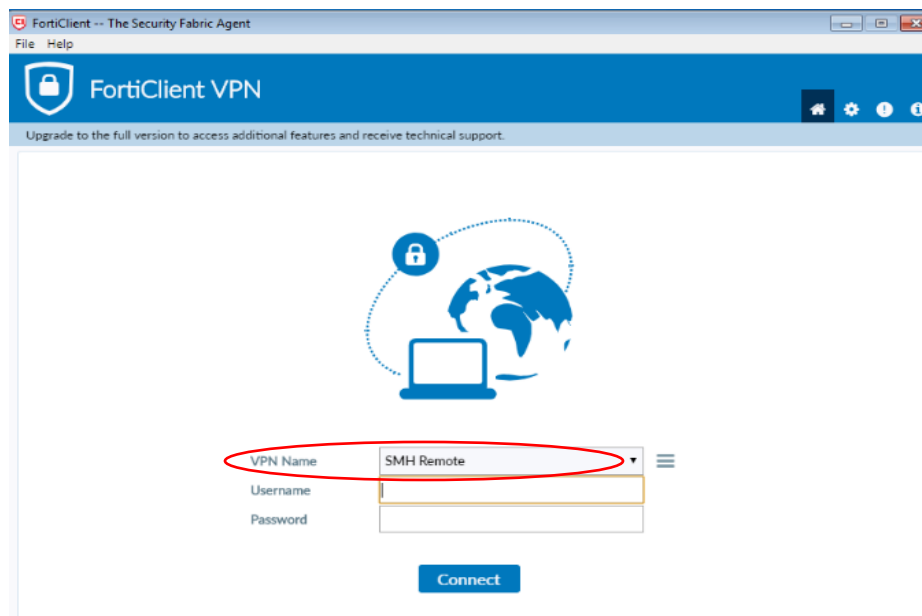 FortiClient -- The Security Fabric Agent
File Help
FortiClient VPN
Upgrade to the full version to access additional features and receive technical support.
VPN Name SMH Remote
Username
Password
Connect